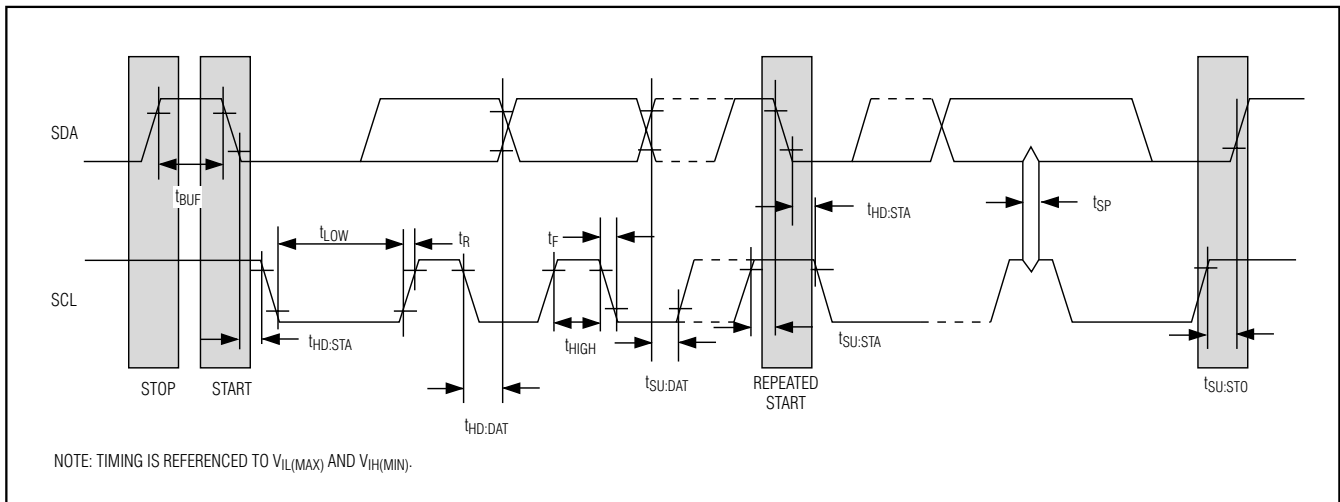 SDA
tBUF
tHD:STA
tSP
tLOW
tR
tF
SCL
tHD:STA
tHIGH
tSU:STA
tSU:DAT
STOP
START
REPEATED
START
tSU:STO
tHD:DAT
NOTE: TIMING IS REFERENCED TO VIL(MAX) AND VIH(MIN).